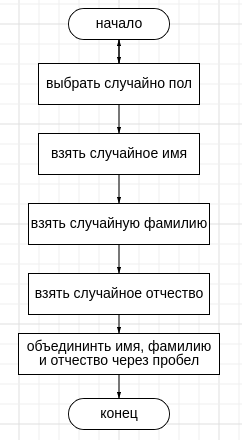 начало
выбрать случайно пол
взять случайное имя
взять случайную фамилию
взять случайное отчество
объедининть имя, фамилию
и отчество через пробел
конец